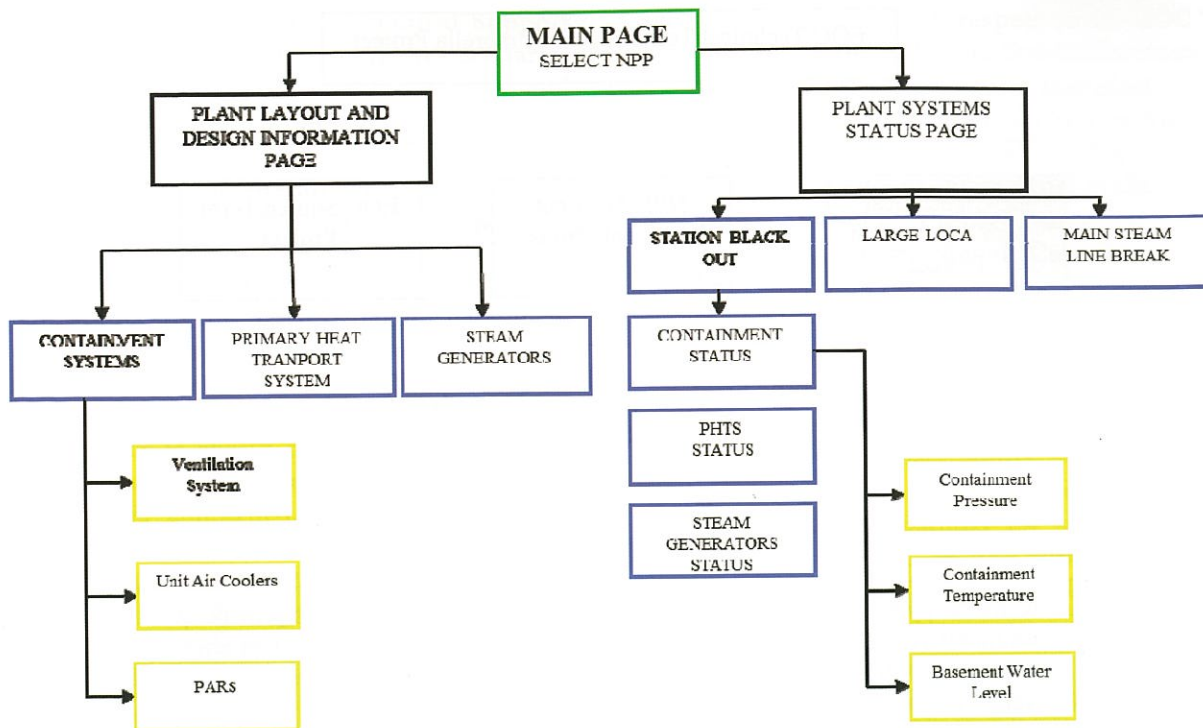 MAIN PAGE
SELECT NPP
PLANT LAYOUT AND
DESIGN INFORMATION
PAGE
PLANT SYSTEMS
STATUS PAGE
STATION BLACK
OUT
LARGE LOCA
MAIN STEAM
LINE BREAK
CONTAINMENT
SYSTEMS
PRIMARY HEAT
TRANPORT
SYSTEM
STEAM
GENERATORS
CONTAINMENT
STATUS
PHTS
STATUS
STEAM
GENERATORS
STATUS
Ventilation
System
Unit Air Coolers
PARs
Containment
Pressure
Containment
Temperature
Basement Water
Level